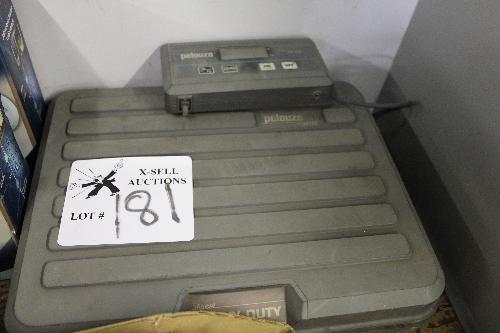 pelouze
pelouze
X-SELL
AUCTIONS
LOT # 181
DUTY